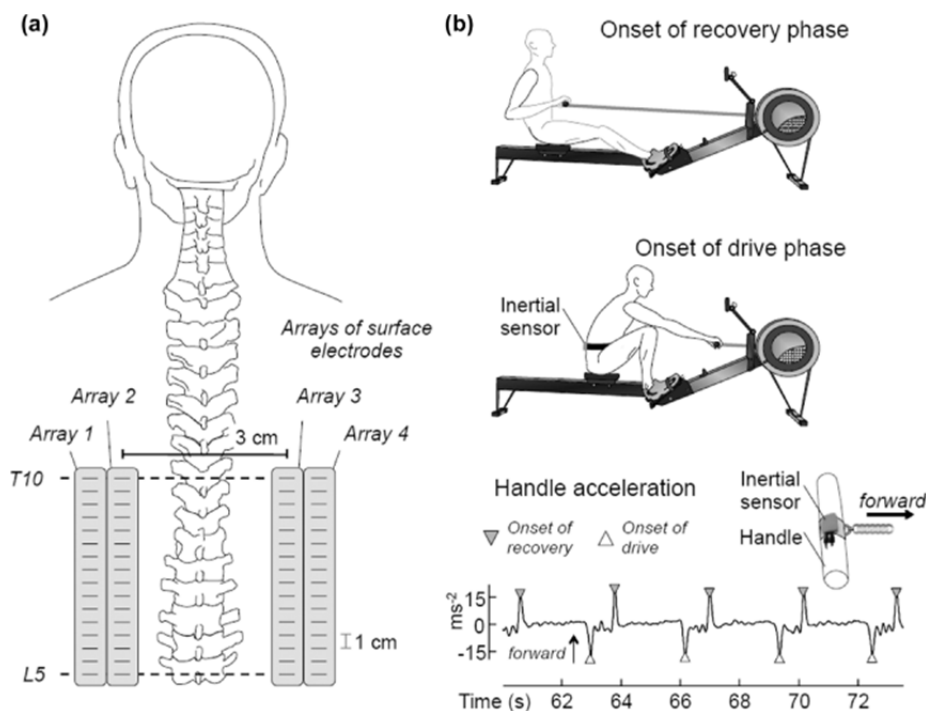 (a)
Arrays of surface
electrodes
Array 2
Array 1
Array 3
Array 4
3 cm
T10
1 cm
L5
(b)
Onset of recovery phase
Onset of drive phase
Inertial
sensor
Handle acceleration
Onset of
recovery
Onset of
drive
Inertial
sensor
Handle
forward
ms-2
15
0
-15
forward
Time (s)
62
64
66
68
70
72